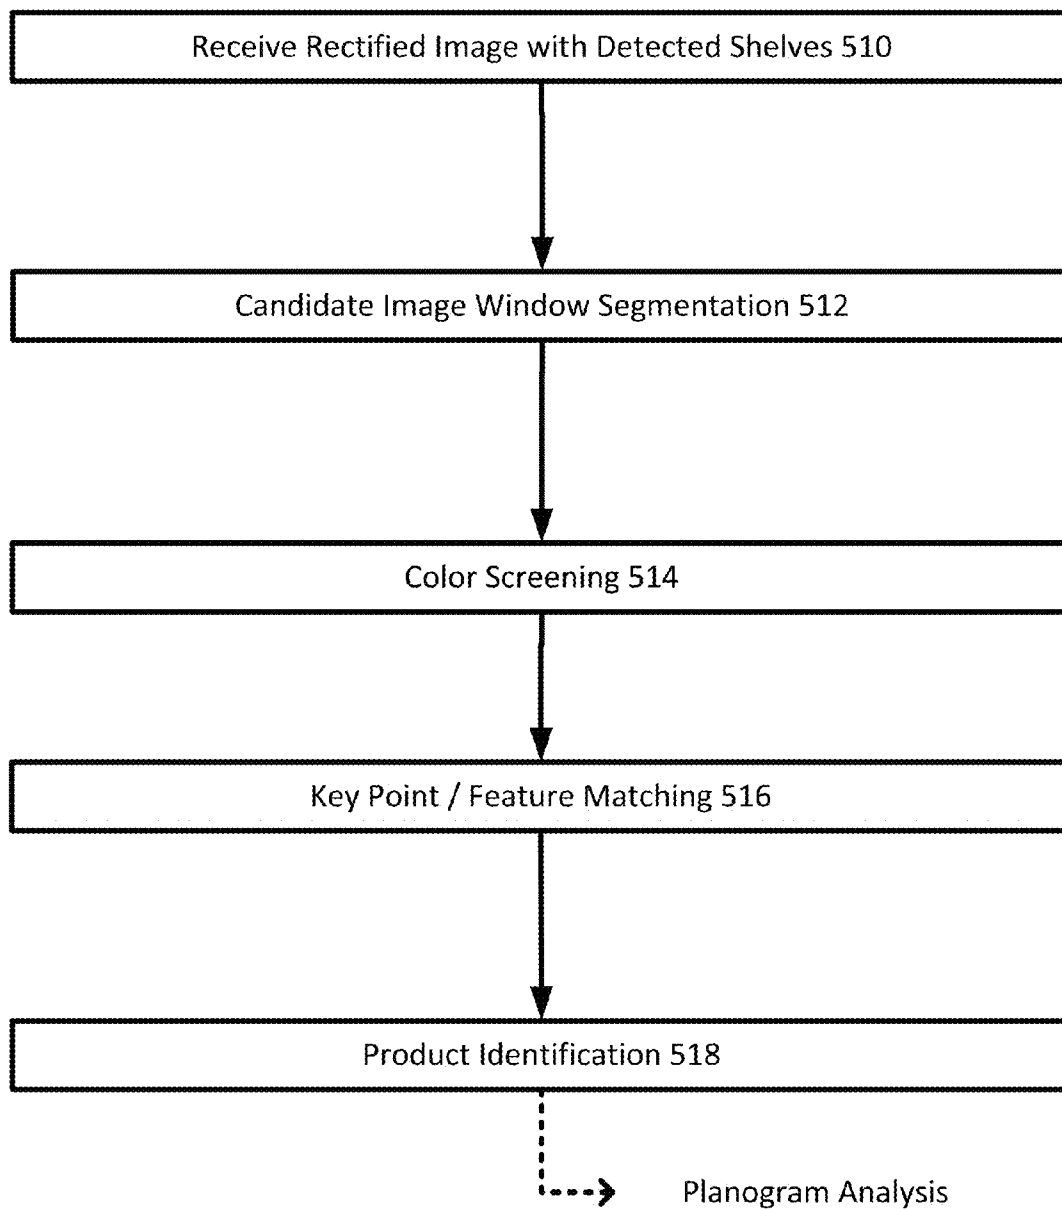 Receive Rectified Image with Detected Shelves 510
Candidate Image Window Segmentation 512
Color Screening 514
Key Point / Feature Matching 516
Product Identification 518
Planogram Analysis